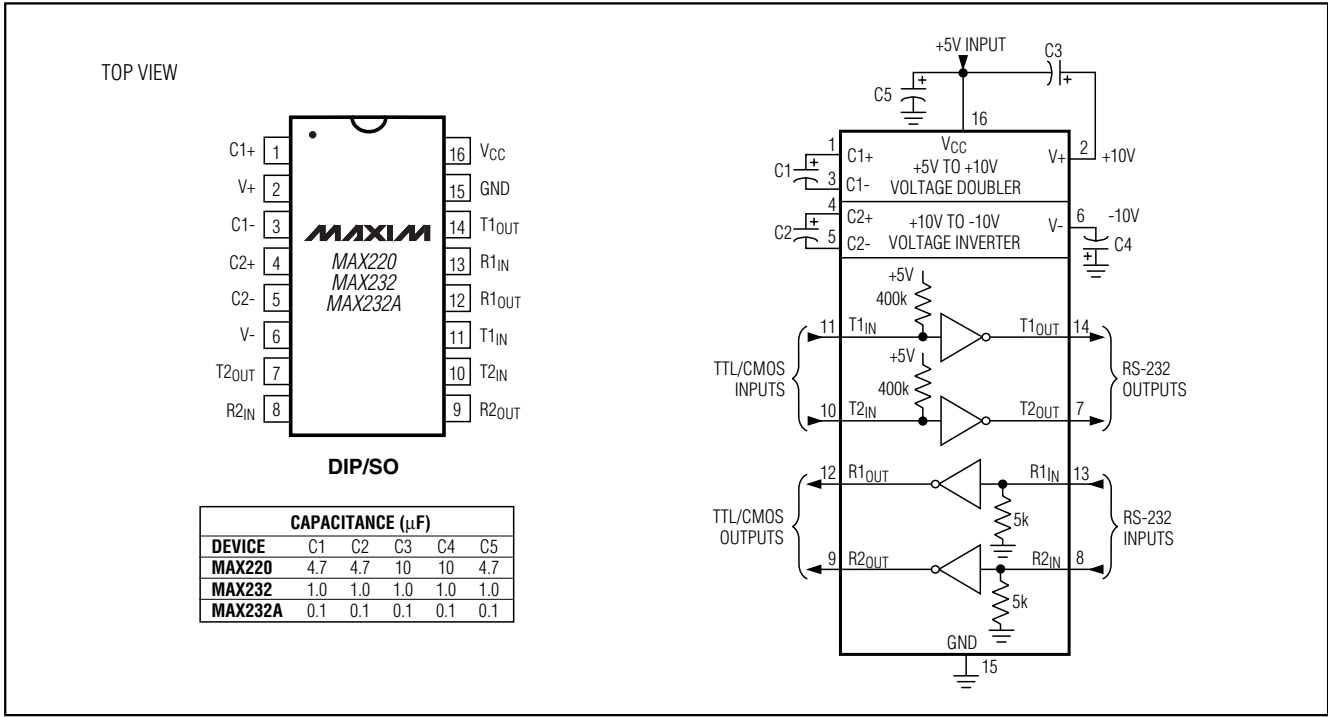 TOP VIEW
C1+ 1
V+ 2
C1- 3
C2+ 4
C2- 5
V- 6
T2OUT 7
R2IN 8
16 VCC
15 GND
14 T1OUT
13 R1IN
12 R1OUT
11 T1IN
10 T2IN
9 R2OUT
MAXIM
MAX220
MAX232
MAX232A
DIP/SO
CAPACITANCE (μF)
DEVICE C1 C2 C3 C4 C5
MAX220 4.7 4.7 10 10 4.7
MAX232 1.0 1.0 1.0 1.0 1.0
MAX232A 0.1 0.1 0.1 0.1 0.1
+5V INPUT
C3
+
+
C5
16
VCC
1
C1+
+
C1
3
C1-
+5V TO +10V
VOLTAGE DOUBLER
V+
2
+10V
4
C2+
+
C2
5
C2-
+10V TO -10V
VOLTAGE INVERTER
V-
6
-10V
C4
+
+5V
400k
11
T1IN
T1OUT
14
+5V
400k
10
T2IN
T2OUT
7
TTL/CMOS
INPUTS
RS-232
OUTPUTS
12
R1OUT
R1IN
13
5k
9
R2OUT
R2IN
8
5k
TTL/CMOS
OUTPUTS
RS-232
INPUTS
GND
15